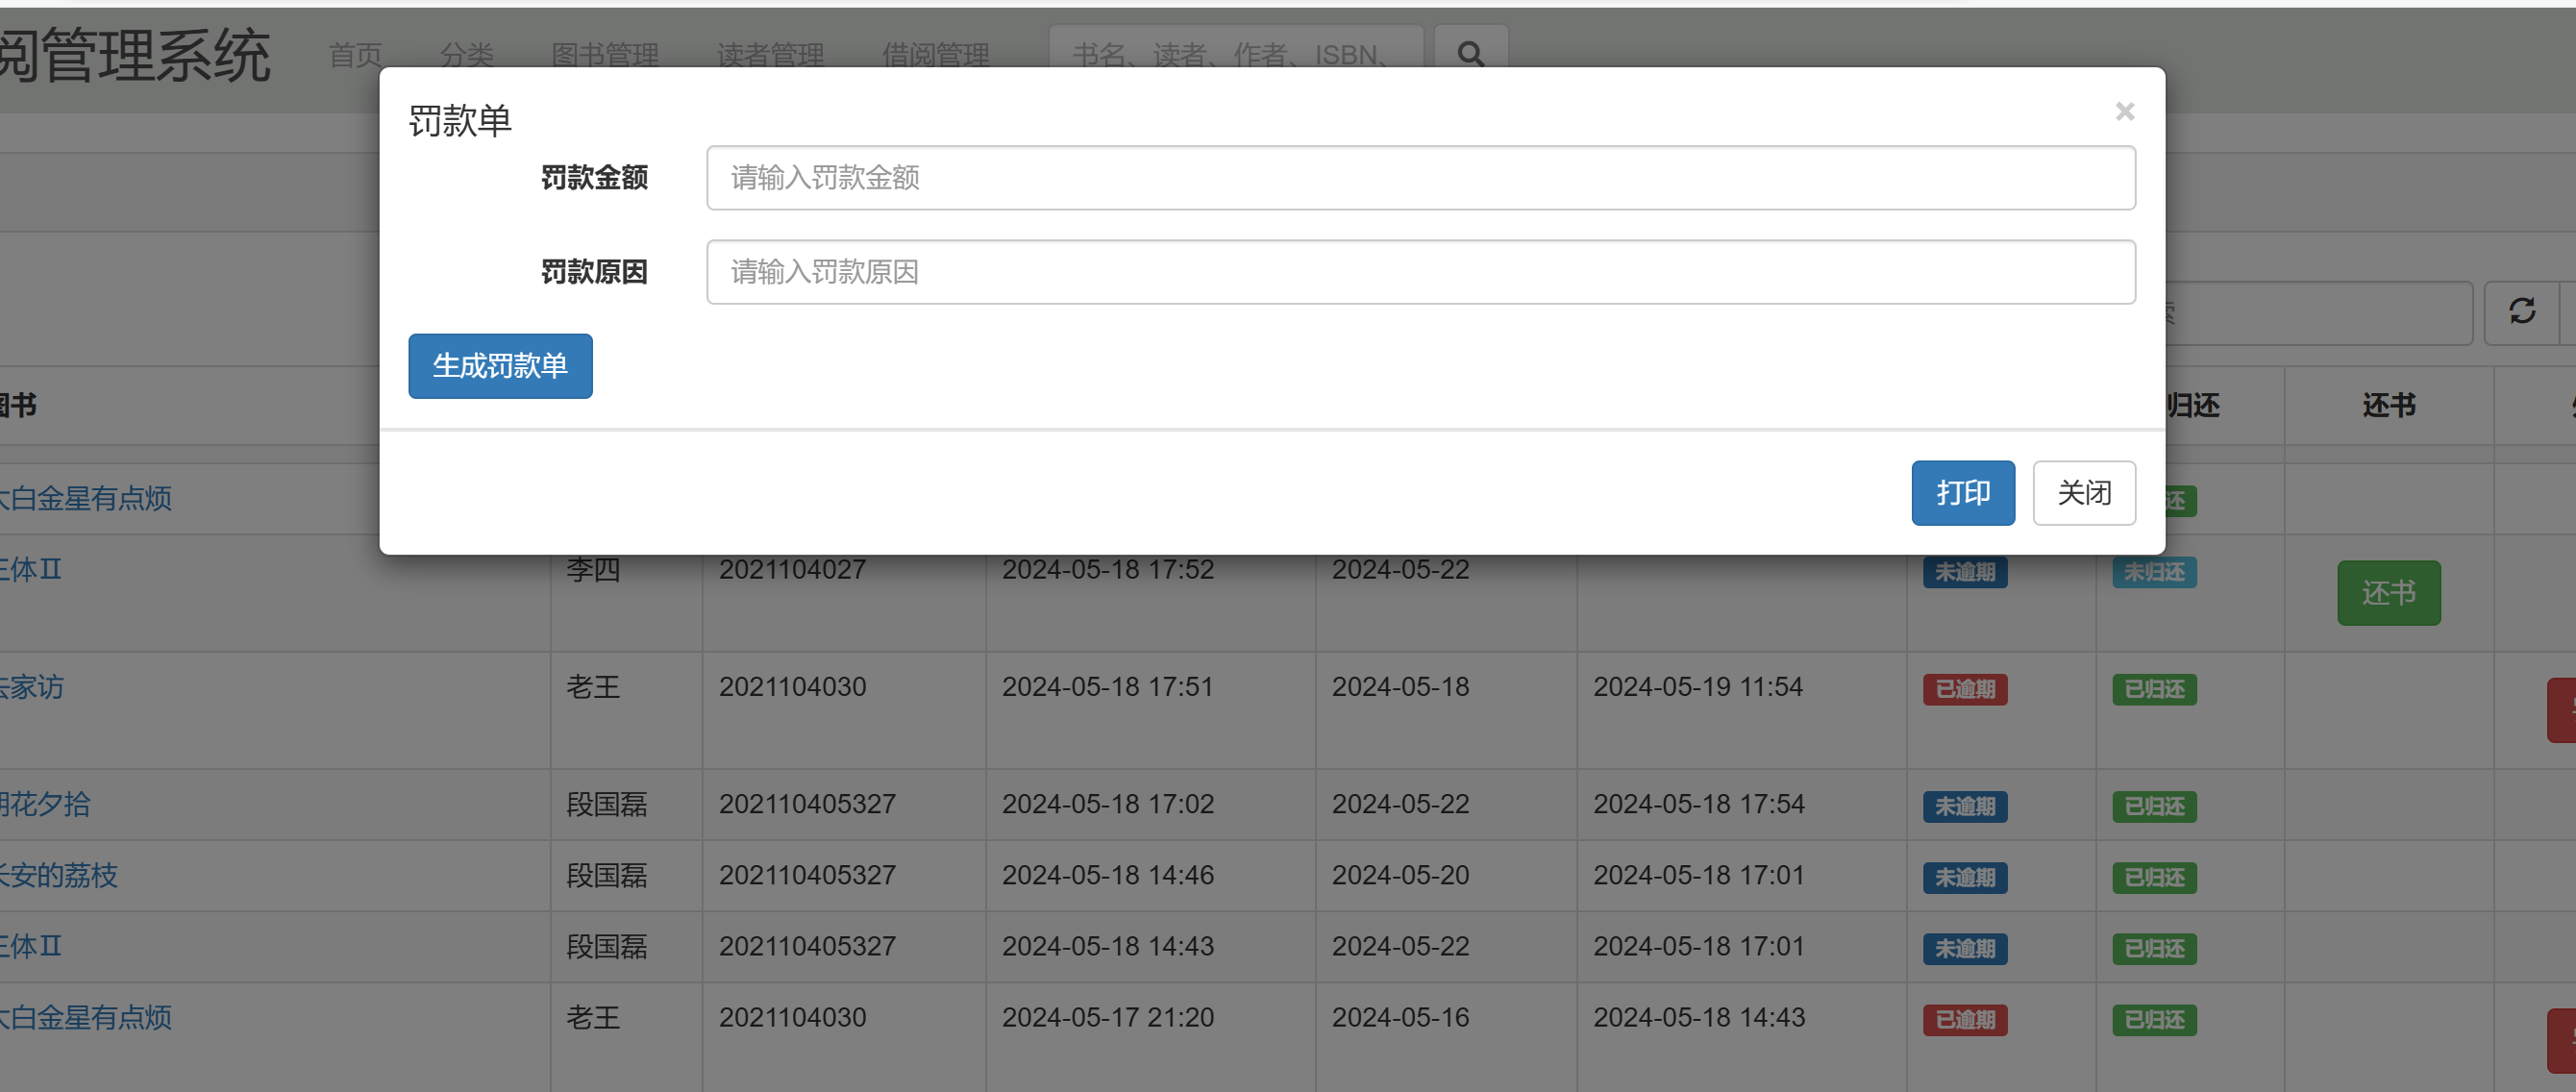 阅管理系统 首页 分类 图书管理 读者管理 借阅管理 书名、读者、作者、ISBN、
罚款单 ×
罚款金额 请输入罚款金额
罚款原因 请输入罚款原因
生成罚款单
图书 归还 还书
打印 关闭
太白金星有点烦 还
三体Ⅱ 李四 2021104027 2024-05-18 17:52 2024-05-22 未逾期 未归还 还书
去家访 老王 2021104030 2024-05-18 17:51 2024-05-18 2024-05-19 11:54 已逾期 已归还
朝花夕拾 段国磊 202110405327 2024-05-18 17:02 2024-05-22 2024-05-18 17:54 未逾期 已归还
长安的荔枝 段国磊 202110405327 2024-05-18 14:46 2024-05-20 2024-05-18 17:01 未逾期 已归还
三体Ⅱ 段国磊 202110405327 2024-05-18 14:43 2024-05-22 2024-05-18 17:01 未逾期 已归还
太白金星有点烦 老王 2021104030 2024-05-17 21:20 2024-05-16 2024-05-18 14:43 已逾期 已归还